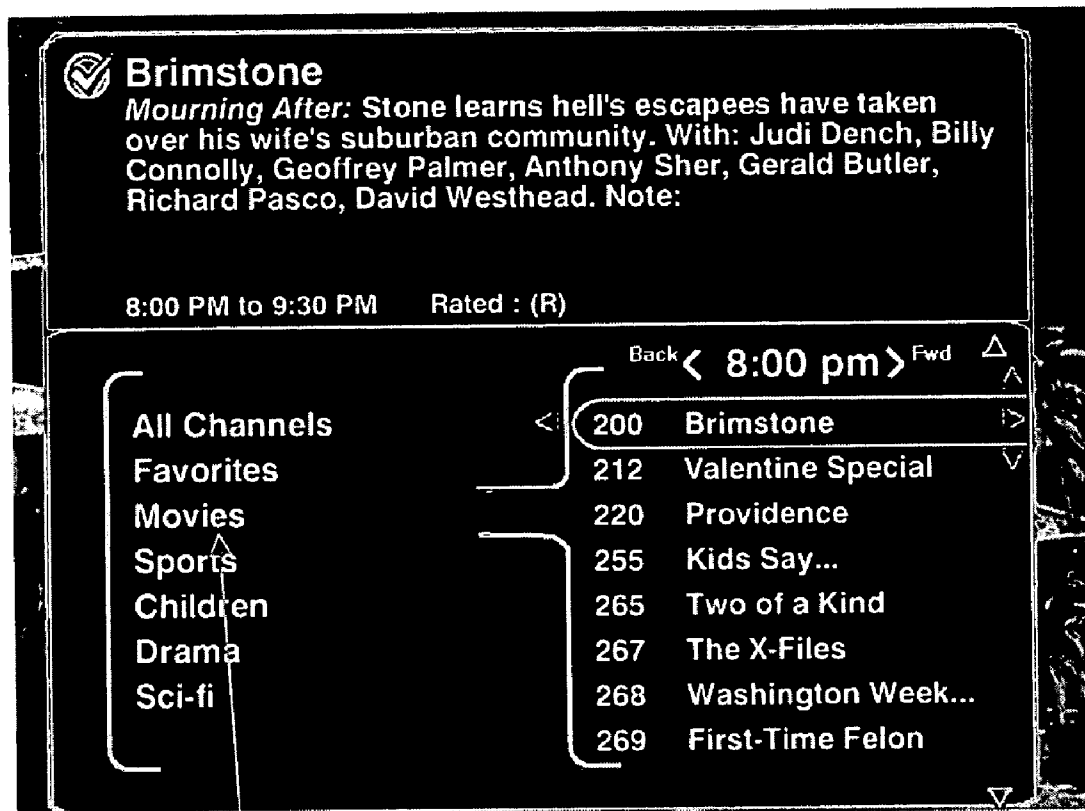 Brimstone
Mourning After: Stone learns hell's escapees have taken
over his wife's suburban community. With: Judi Dench, Billy
Connolly, Geoffrey Palmer, Anthony Sher, Gerald Butler,
Richard Pasco, David Westhead. Note:
8:00 PM to 9:30 PM Rated : (R)
Back < 8:00 pm > Fwd
All Channels
Favorites
Movies
Sports
Children
Drama
Sci-fi
200 Brimstone
212 Valentine Special
220 Providence
255 Kids Say...
265 Two of a Kind
267 The X-Files
268 Washington Week...
269 First-Time Felon